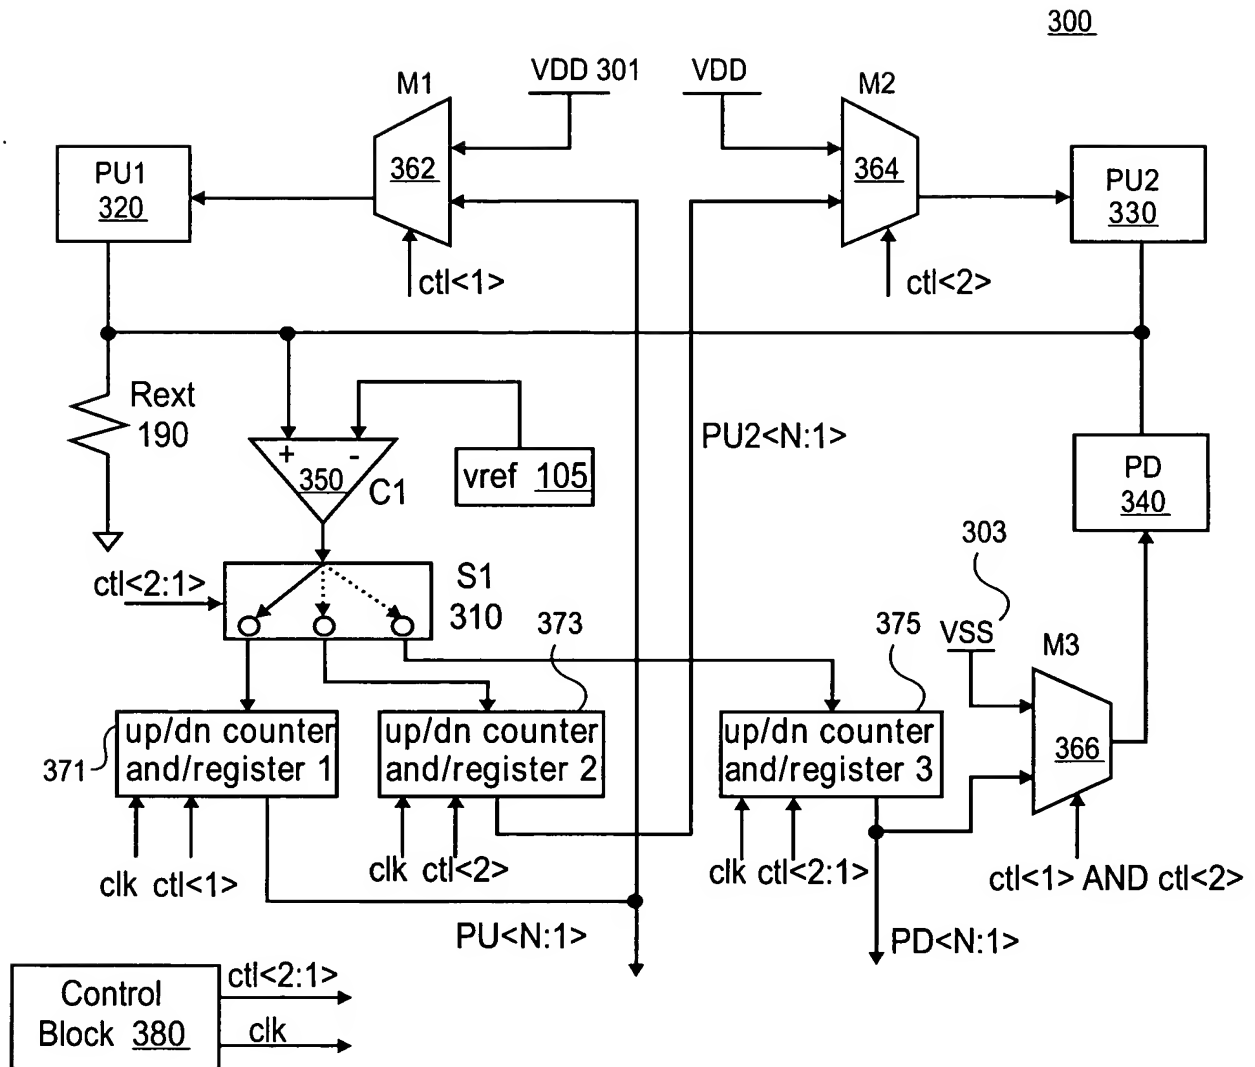 300
VDD 301
VDD
M1
M2
362
364
PU1
320
PU2
330
ctl<1>
ctl<2>
Rext
190
+
-
350
C1
vref 105
PU2<N:1>
PD
340
303
ctl<2:1>
S1
310
373
375
VSS
M3
366
371
up/dn counter
and/register 1
up/dn counter
and/register 2
up/dn counter
and/register 3
clk ctl<1>
clk ctl<2>
clk ctl<2:1>
ctl<1> AND ctl<2>
PU<N:1>
PD<N:1>
Control
Block 380
ctl<2:1>
clk